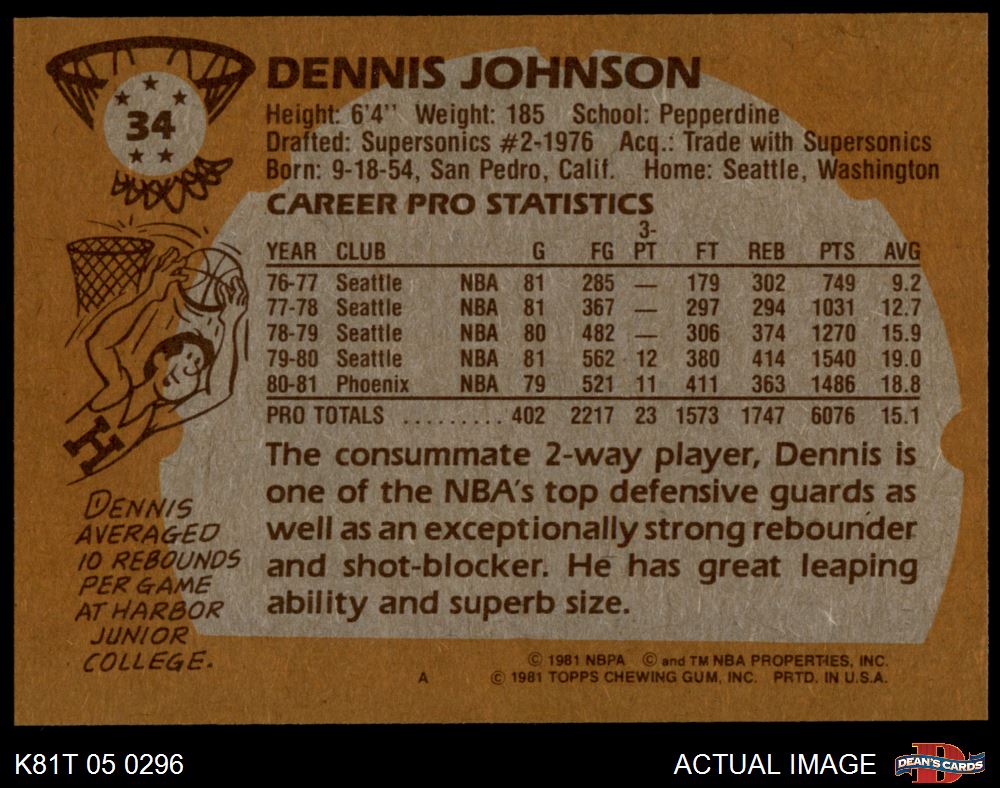 34
DENNIS JOHNSON
Height: 6'4" Weight: 185 School: Pepperdine
Drafted: Supersonics #2-1976 Acq.: Trade with Supersonics
Born: 9-18-54, San Pedro, Calif. Home: Seattle, Washington
CAREER PRO STATISTICS
YEAR CLUB G FG 3-PT FT REB PTS AVG
76-77 Seattle NBA 81 285 — 179 302 749 9.2
77-78 Seattle NBA 81 367 — 297 294 1031 12.7
78-79 Seattle NBA 80 482 — 306 374 1270 15.9
79-80 Seattle NBA 81 562 12 380 414 1540 19.0
80-81 Phoenix NBA 79 521 11 411 363 1486 18.8
PRO TOTALS .......... 402 2217 23 1573 1747 6076 15.1
The consummate 2-way player, Dennis is
one of the NBA's top defensive guards as
well as an exceptionally strong rebounder
and shot-blocker. He has great leaping
ability and superb size.
H
DENNIS
AVERAGED
10 REBOUNDS
PER GAME
AT HARBOR
JUNIOR
COLLEGE.
© 1981 NBPA © and TM NBA PROPERTIES, INC.
A © 1981 TOPPS CHEWING GUM, INC. PRTD. IN U.S.A.
K81T 05 0296
ACTUAL IMAGE
D
DEAN'S CARDS